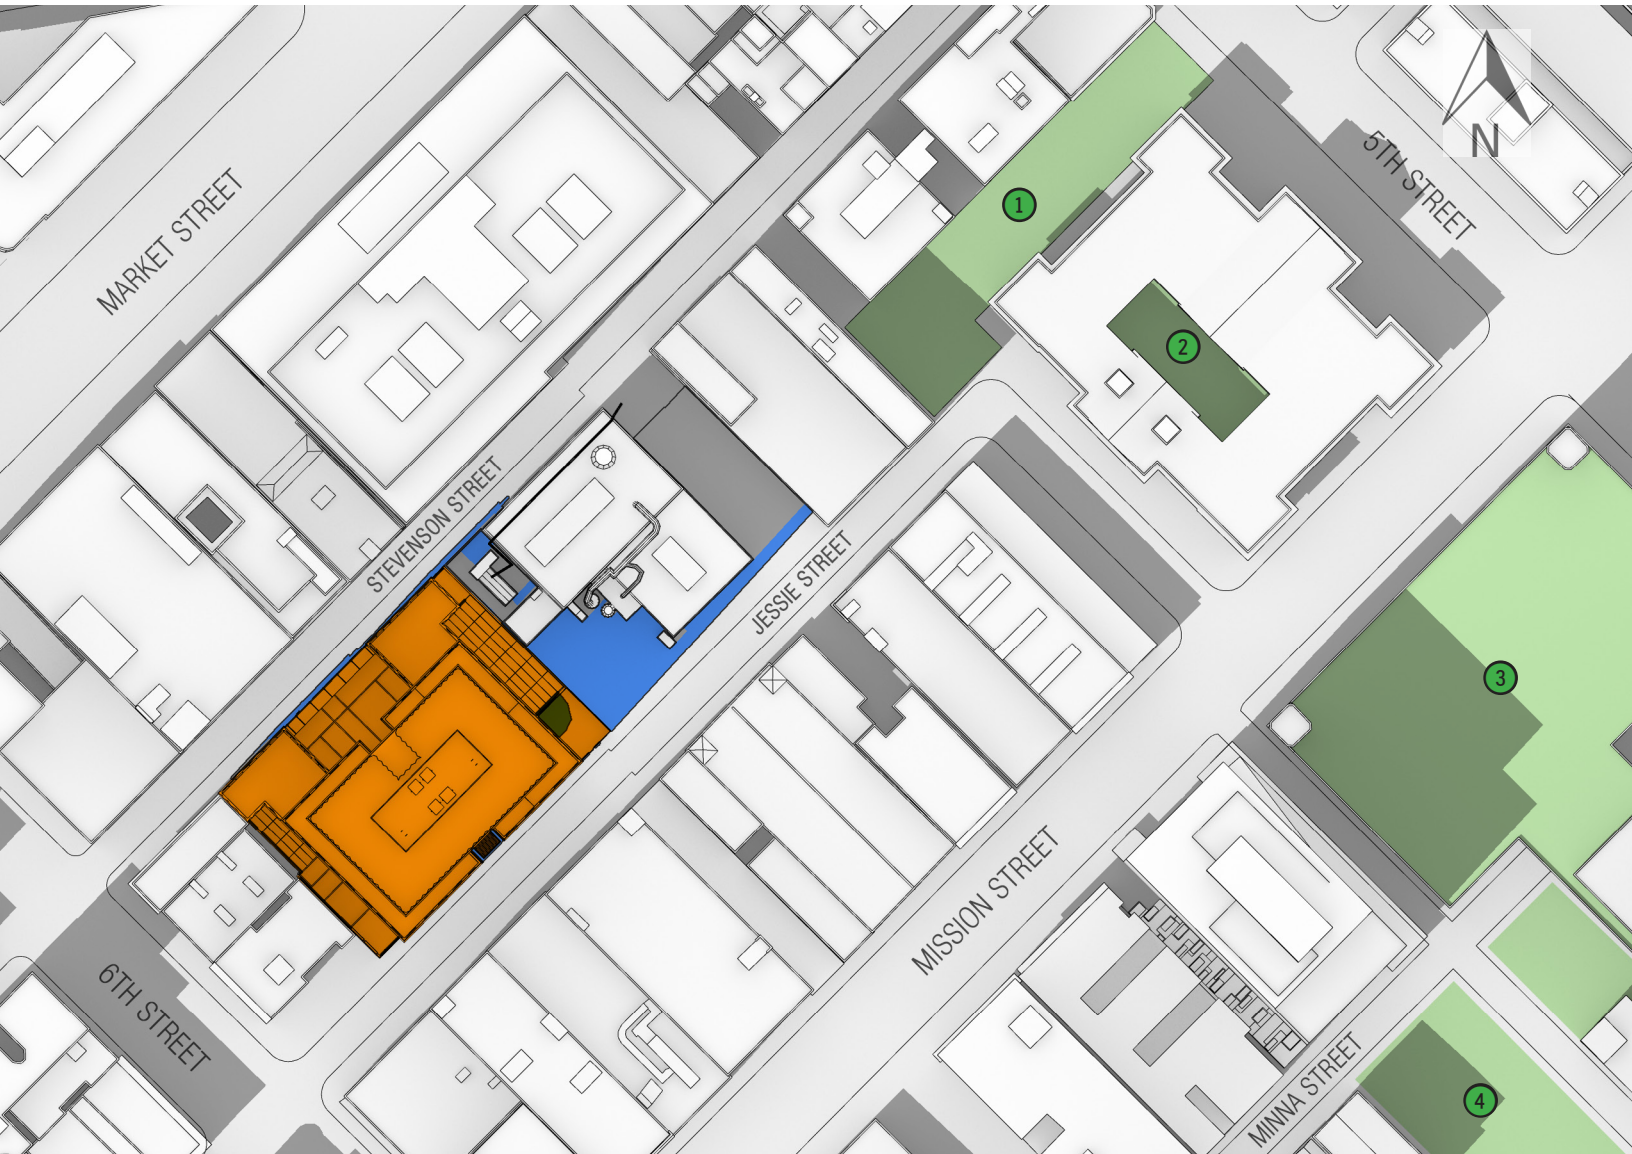 N
5TH STREET
MARKET STREET
1
2
STEVENSON STREET
JESSIE STREET
3
MISSION STREET
6TH STREET
MINNA STREET
4